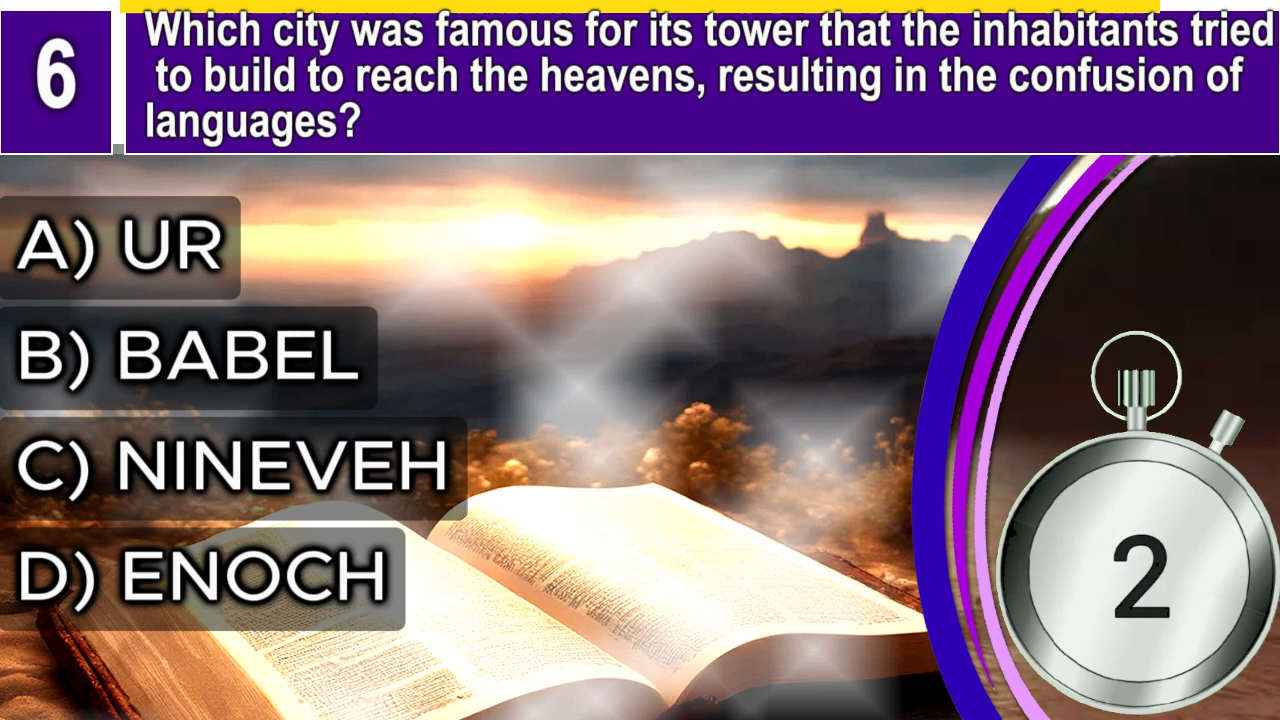 6
Which city was famous for its tower that the inhabitants tried
to build to reach the heavens, resulting in the confusion of
languages?
A) UR
B) BABEL
C) NINEVEH
D) ENOCH
2